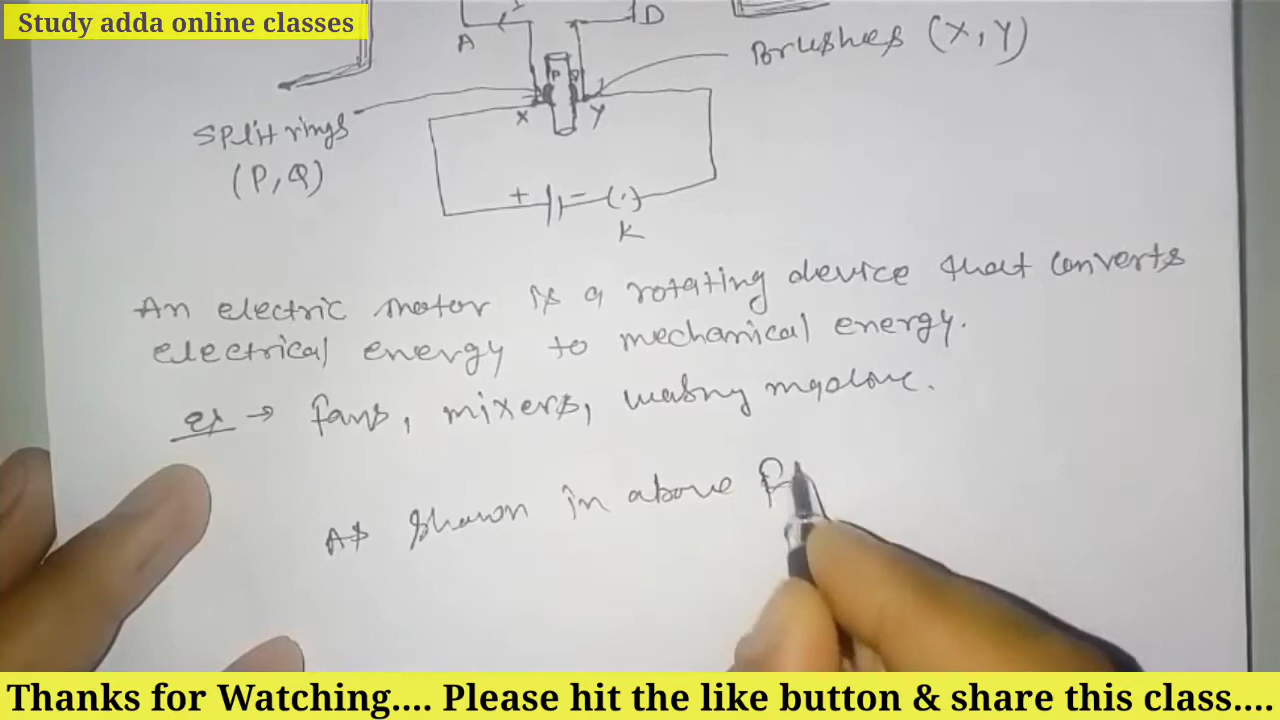 Study adda online classes
A
D
Brushes (X, Y)
P
X
Y
Split rings
(P, Q)
+
-
(·)
K
An electric motor is a rotating device that converts
electrical energy to mechanical energy.
ex → fans, mixers,
As shown in above
Thanks for Watching.... Please hit the like button & share this class....